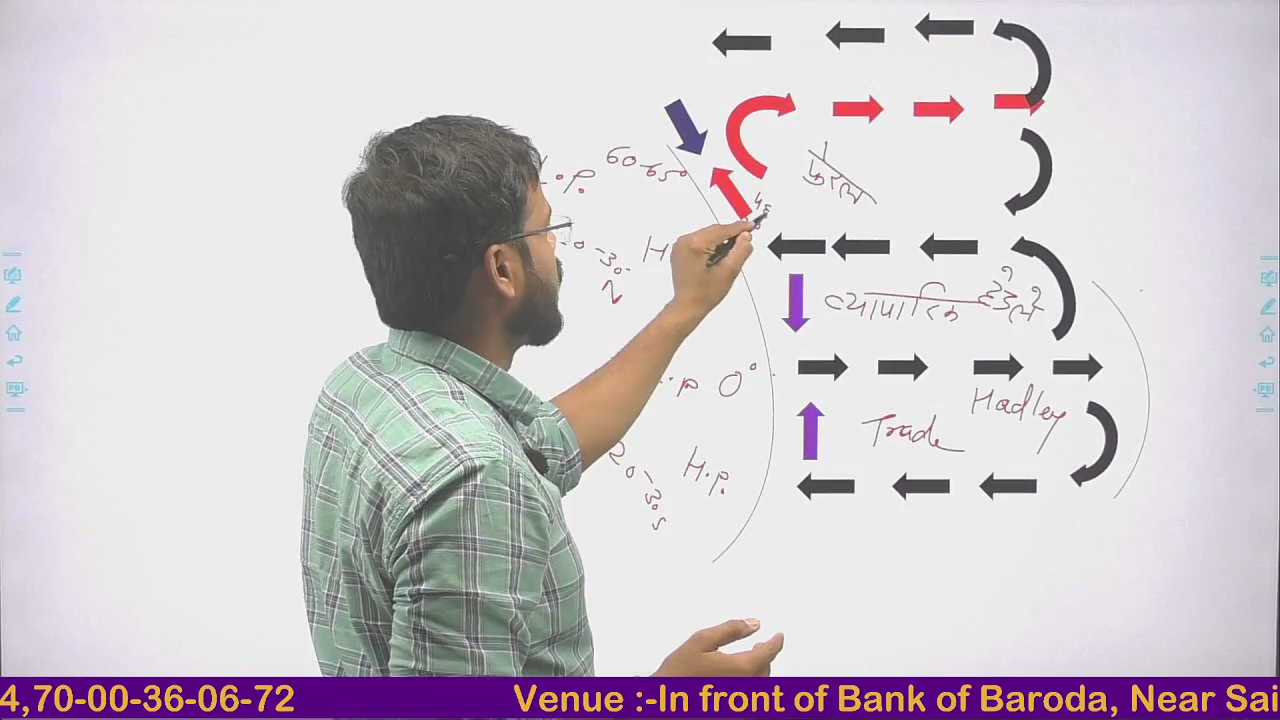 60-65°
.p.
फेरल
45°
H
N
व्यापारिक हेडले
.p 0°
Hadley
Trade
H.p.
20-30
S
4,70-00-36-06-72 Venue :-In front of Bank of Baroda, Near Sai